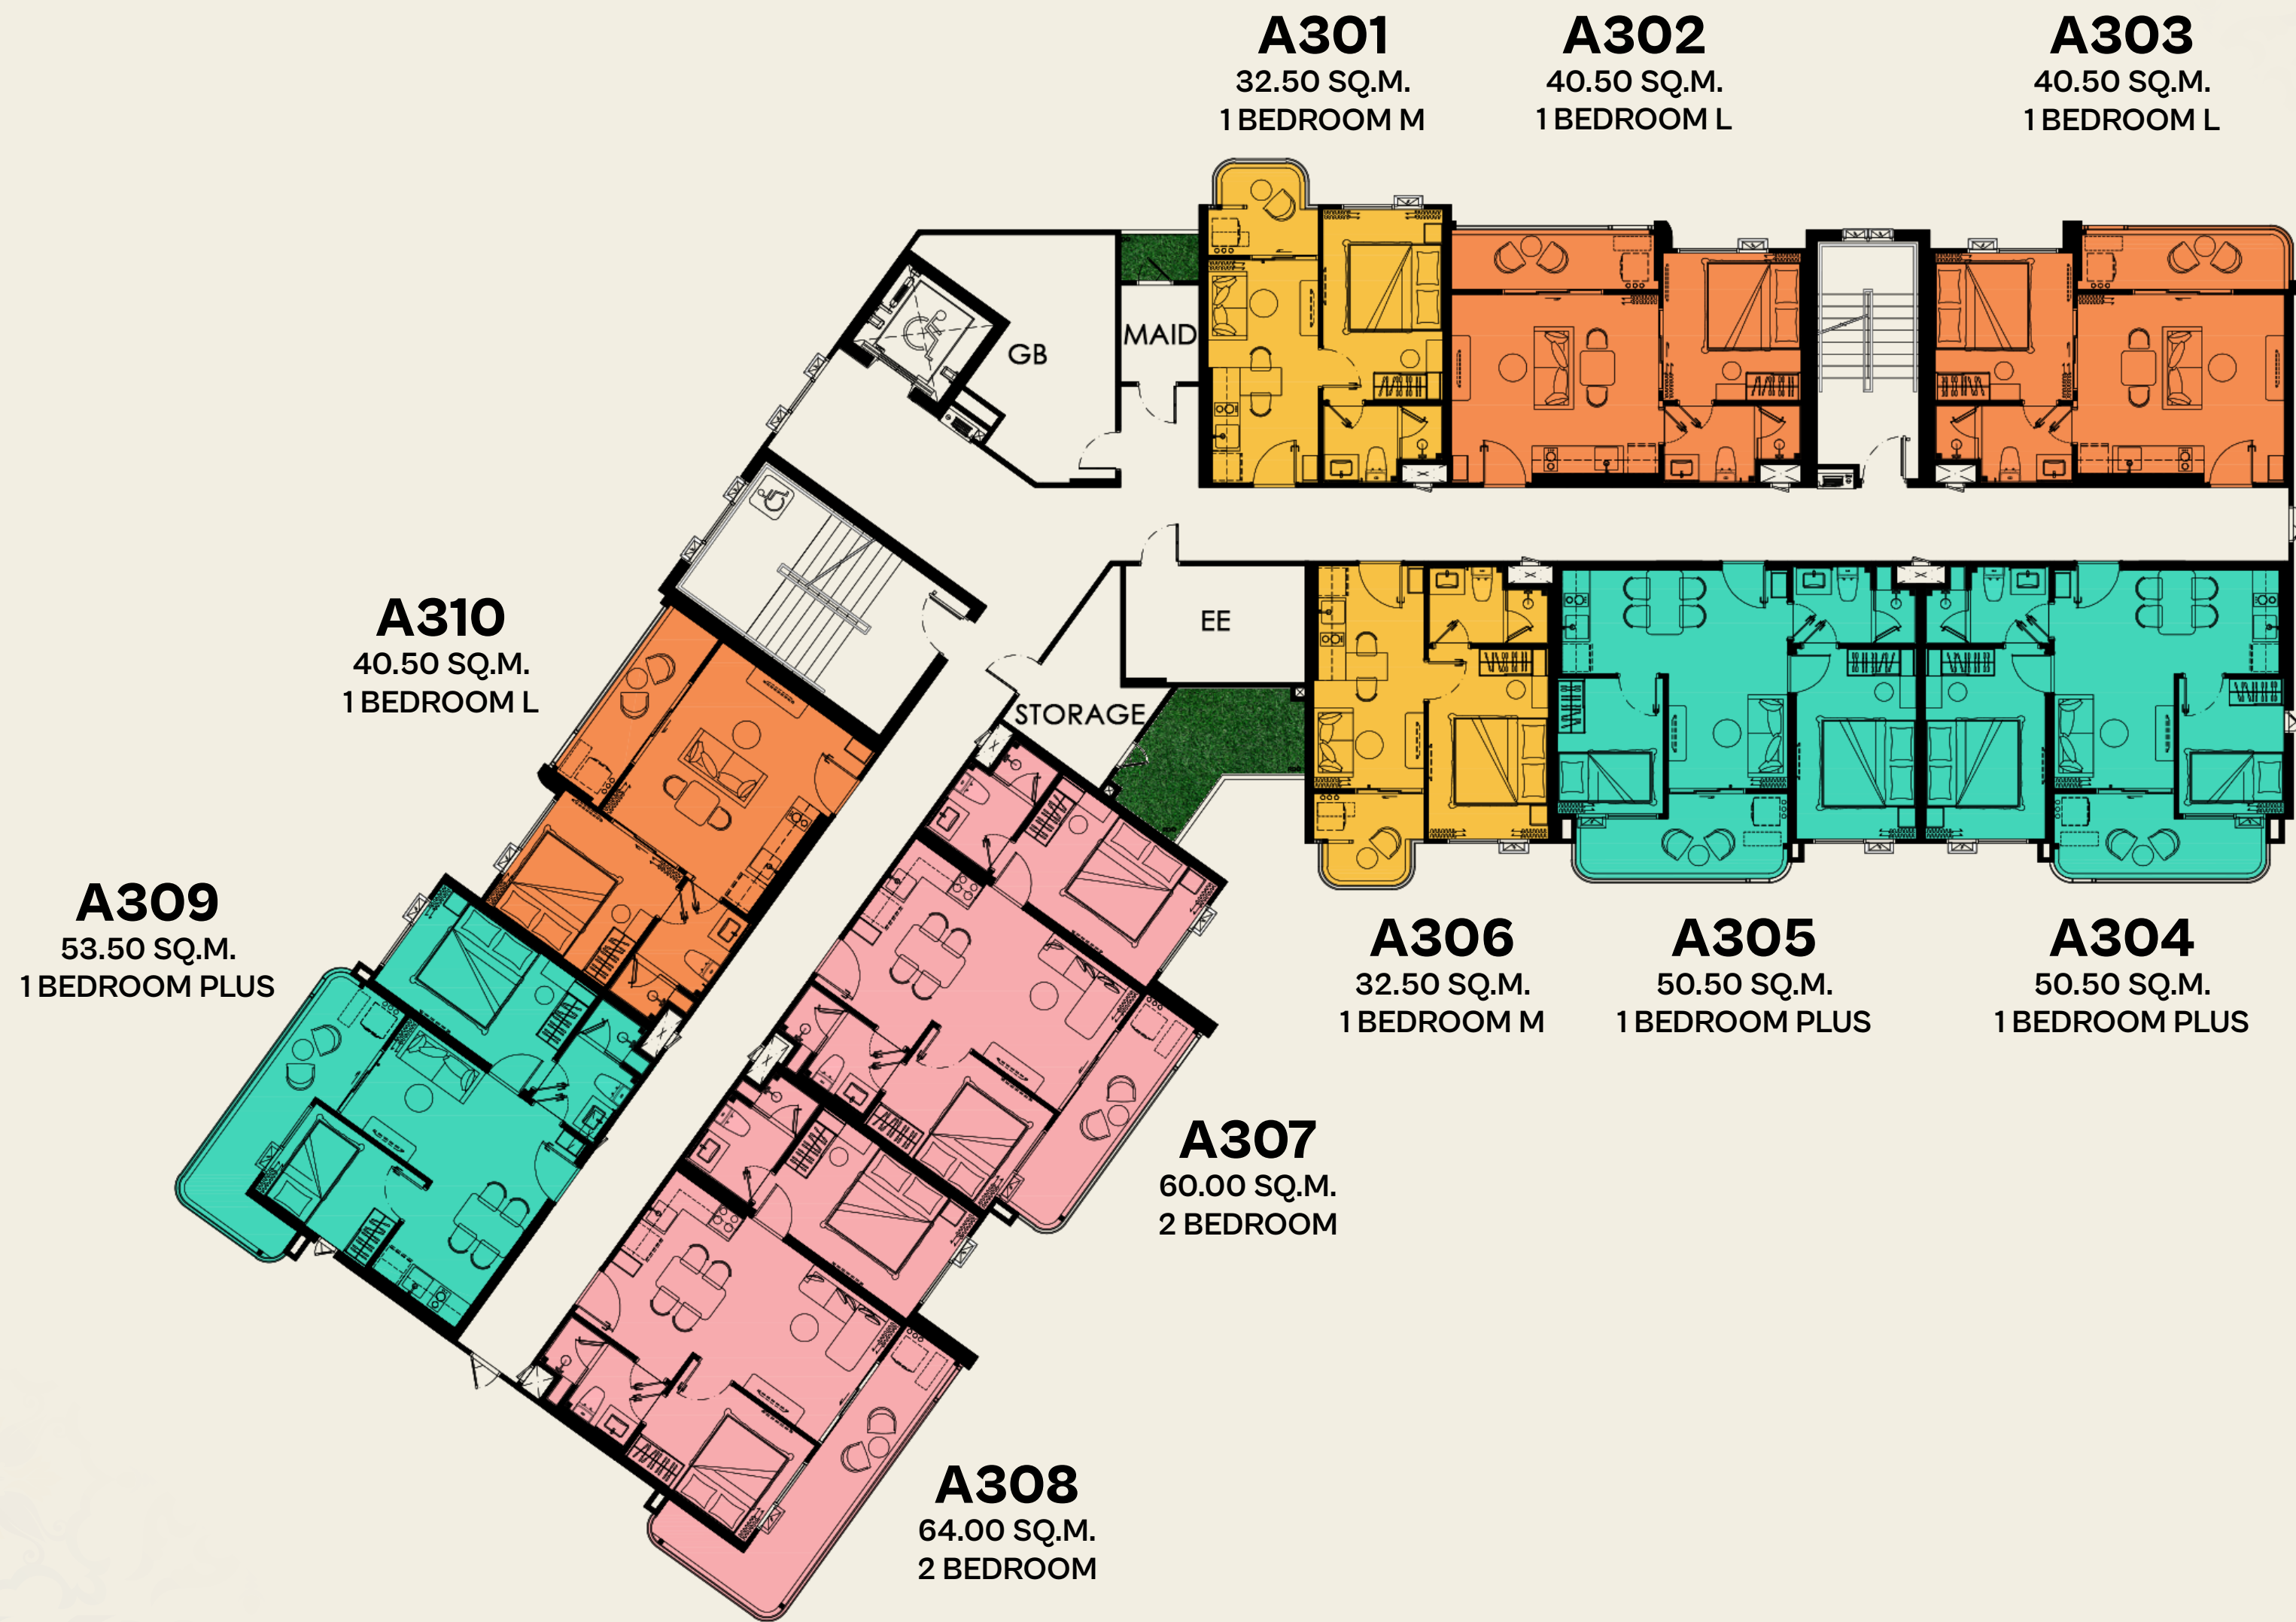 A301
32.50 SQ.M.
1 BEDROOM M
A302
40.50 SQ.M.
1 BEDROOM L
A303
40.50 SQ.M.
1 BEDROOM L
GB
MAID
EE
STORAGE
A310
40.50 SQ.M.
1 BEDROOM L
A309
53.50 SQ.M.
1 BEDROOM PLUS
A306
32.50 SQ.M.
1 BEDROOM M
A305
50.50 SQ.M.
1 BEDROOM PLUS
A304
50.50 SQ.M.
1 BEDROOM PLUS
A307
60.00 SQ.M.
2 BEDROOM
A308
64.00 SQ.M.
2 BEDROOM